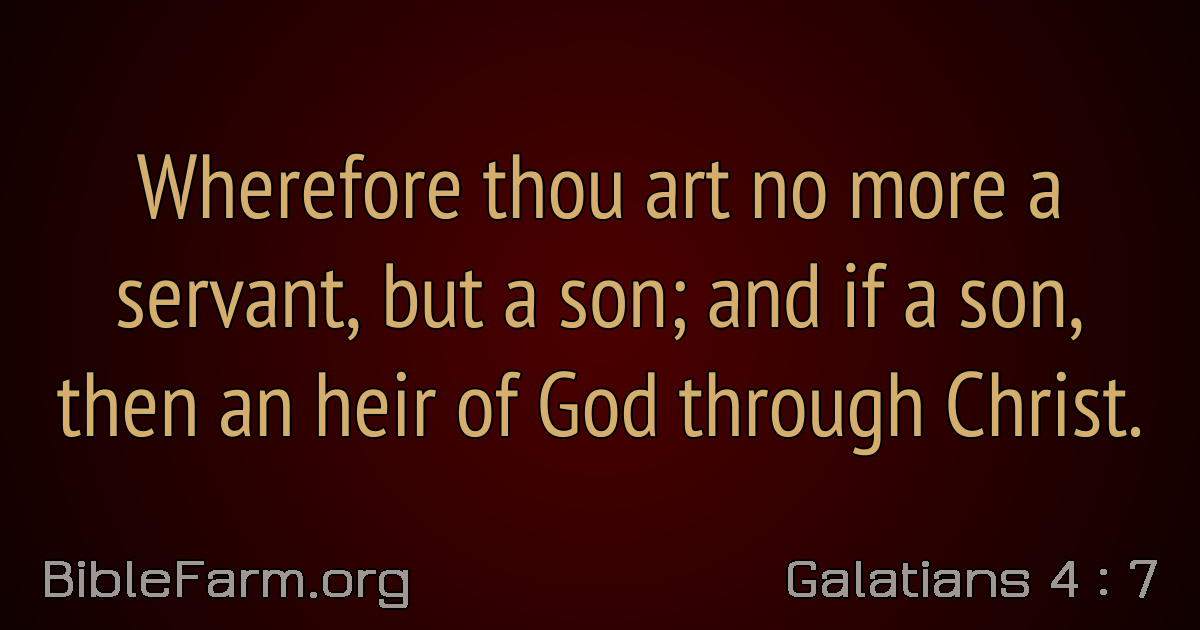 Wherefore thou art no more a
servant, but a son; and if a son,
then an heir of God through Christ.
BibleFarm.org
Galatians 4 : 7